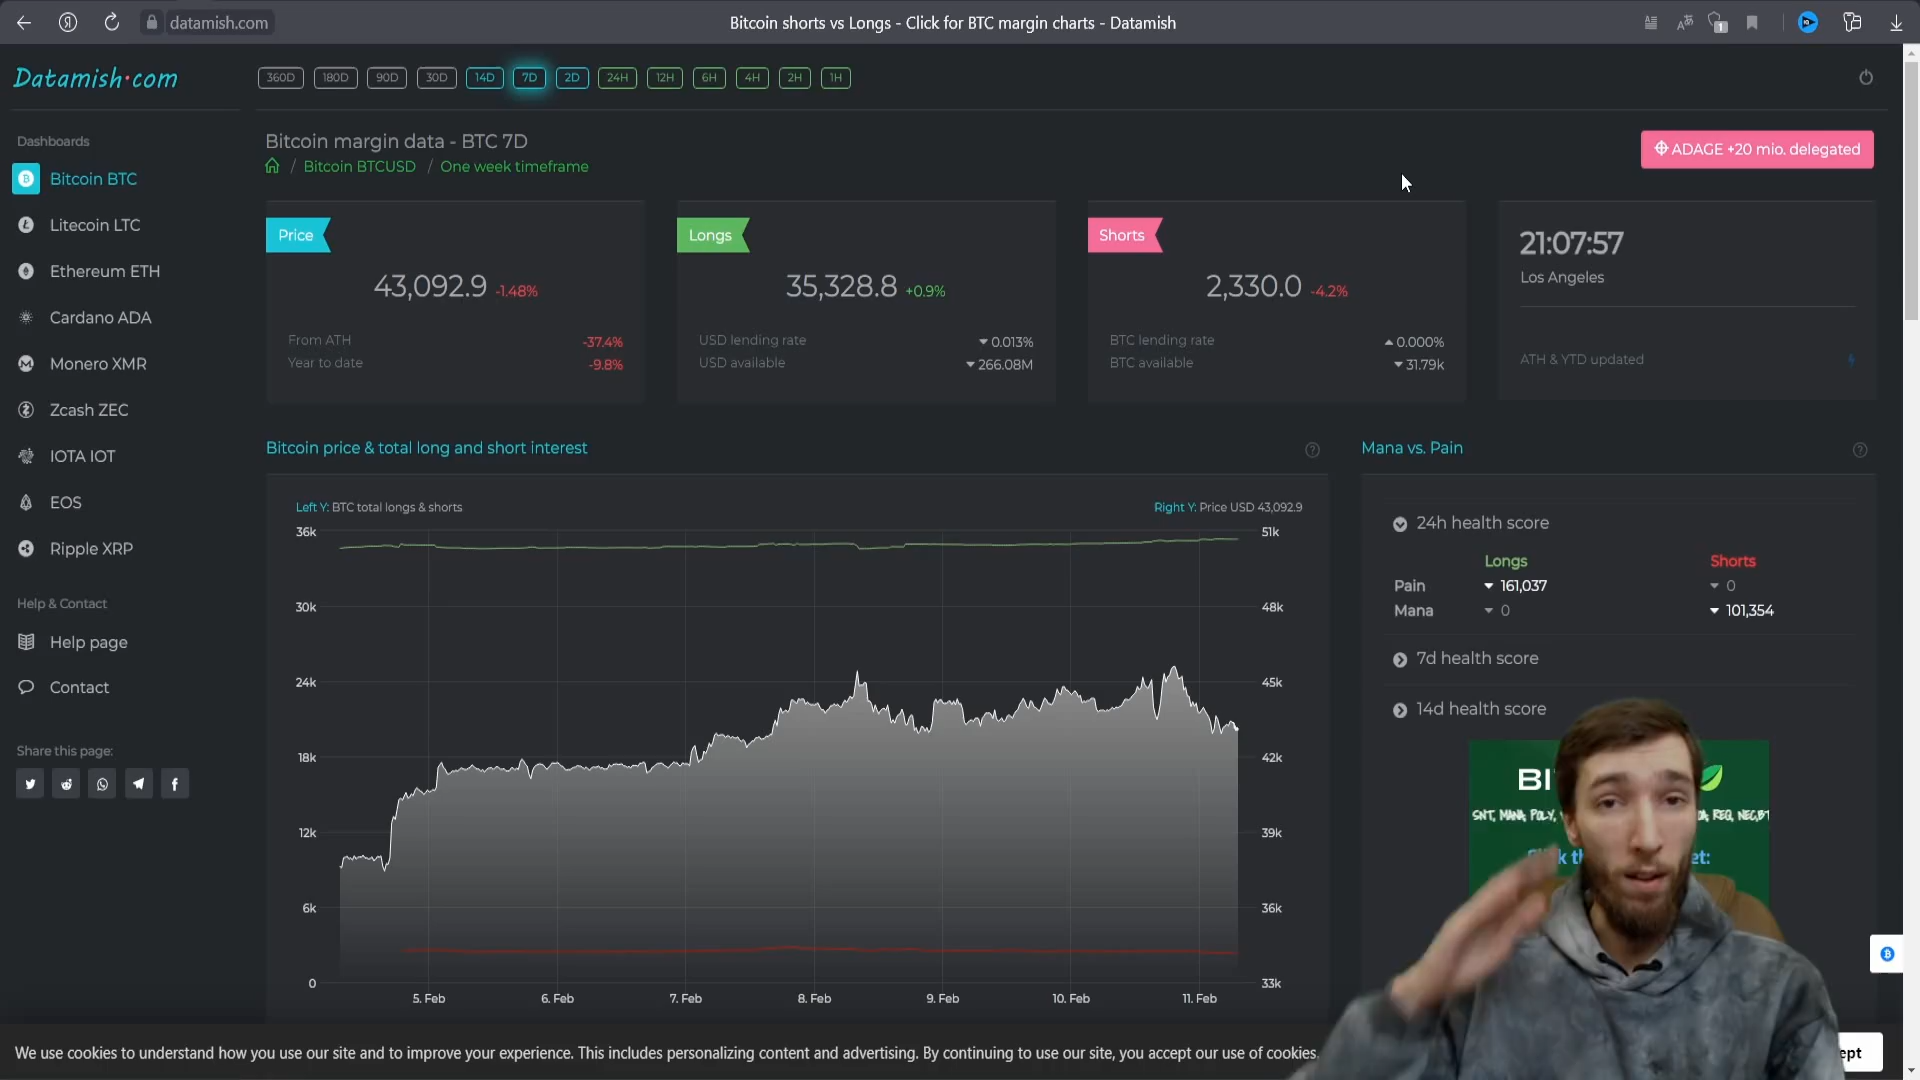 datamish.com
Bitcoin shorts vs Longs - Click for BTC margin charts - Datamish
1
Datamish.com
360D 180D 90D 30D 14D 7D 2D 24H 12H 6H 4H 2H 1H
Dashboards
Bitcoin BTC
Litecoin LTC
Ethereum ETH
Cardano ADA
Monero XMR
Zcash ZEC
IOTA IOT
EOS
Ripple XRP
Help & Contact
Help page
Contact
Share this page:
Bitcoin margin data - BTC 7D
/ Bitcoin BTCUSD / One week timeframe
ADAGE +20 mio. delegated
Price
43,092.9 -1.48%
From ATH -37.4%
Year to date -9.8%
Longs
35,328.8 +0.9%
USD lending rate 0.013%
USD available 266.08M
Shorts
2,330.0 -4.2%
BTC lending rate 0.000%
BTC available 31.79k
21:07:57
Los Angeles
ATH & YTD updated
Bitcoin price & total long and short interest
Left Y: BTC total longs & shorts
Right Y: Price USD 43,092.9
36k
30k
24k
18k
12k
6k
0
51k
48k
45k
42k
39k
36k
33k
5. Feb 6. Feb 7. Feb 8. Feb 9. Feb 10. Feb 11. Feb
Mana vs. Pain
24h health score
Longs Shorts
Pain 161,037 0
Mana 0 101,354
7d health score
14d health score
BI
SNT, MANA, POLY,
REQ, NEC,BT
et:
We use cookies to understand how you use our site and to improve your experience. This includes personalizing content and advertising. By continuing to use our site, you accept our use of cookies.
ept